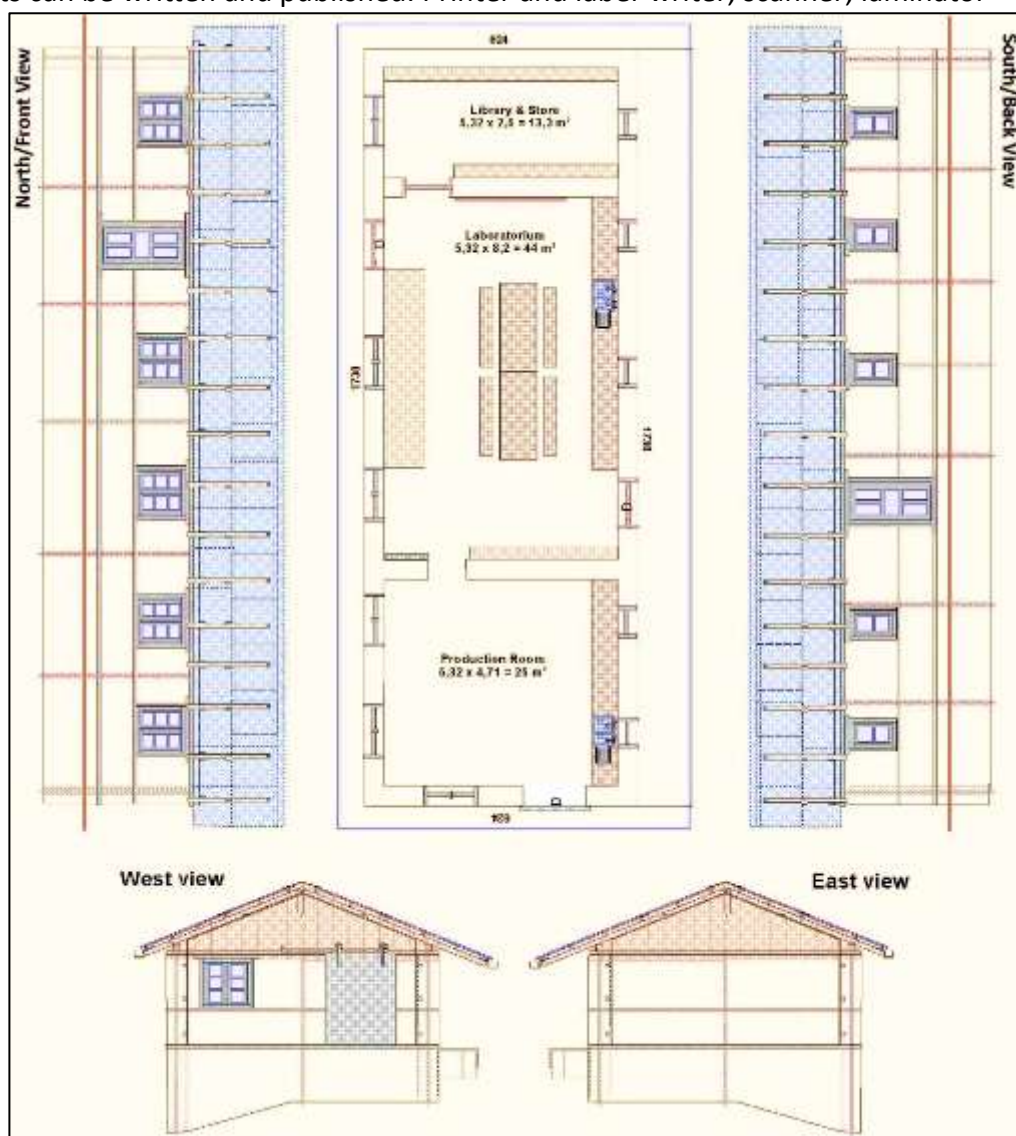 ts can be written and published. Printer and label writer, scanner, laminator
North/Front View
South/Back View
Library & Store
5,32 x 2,5 = 13,3 m²
Laboratorium
5,32 x 8,2 = 44 m²
1738
1738
Production Room
5,32 x 4,71 = 25 m²
West view
East view